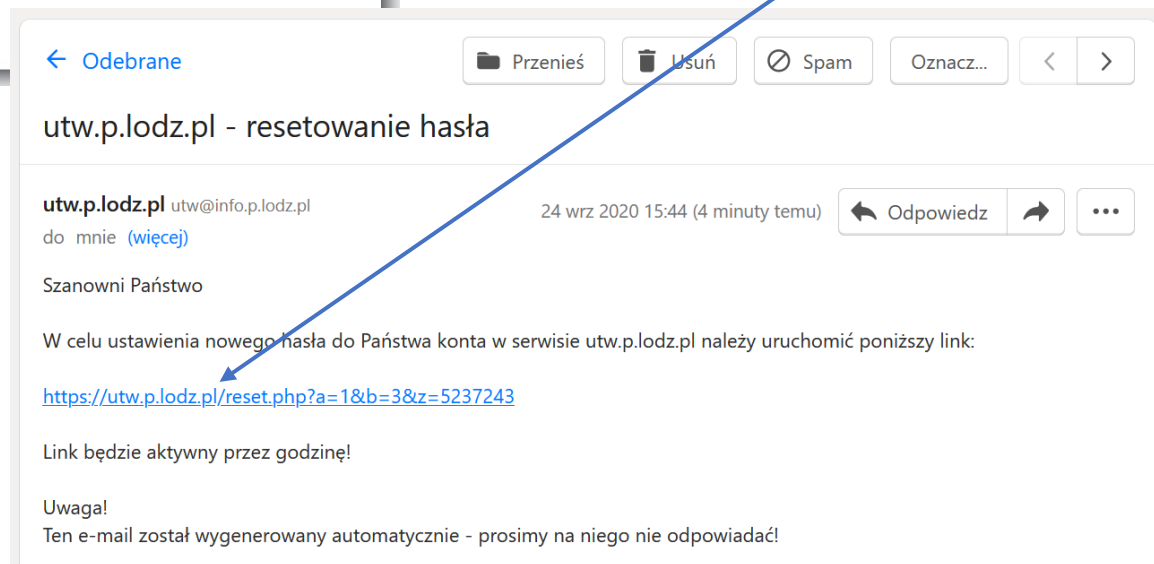 Odebrane
Przenieś
Usuń
Spam
Oznacz...
utw.p.lodz.pl - resetowanie hasła
utw.p.lodz.pl utw@info.p.lodz.pl
24 wrz 2020 15:44 (4 minuty temu)
Odpowiedz
do mnie (więcej)
Szanowni Państwo
W celu ustawienia nowego hasła do Państwa konta w serwisie utw.p.lodz.pl należy uruchomić poniższy link:
https://utw.p.lodz.pl/reset.php?a=1&b=3&z=5237243
Link będzie aktywny przez godzinę!
Uwaga!
Ten e-mail został wygenerowany automatycznie - prosimy na niego nie odpowiadać!